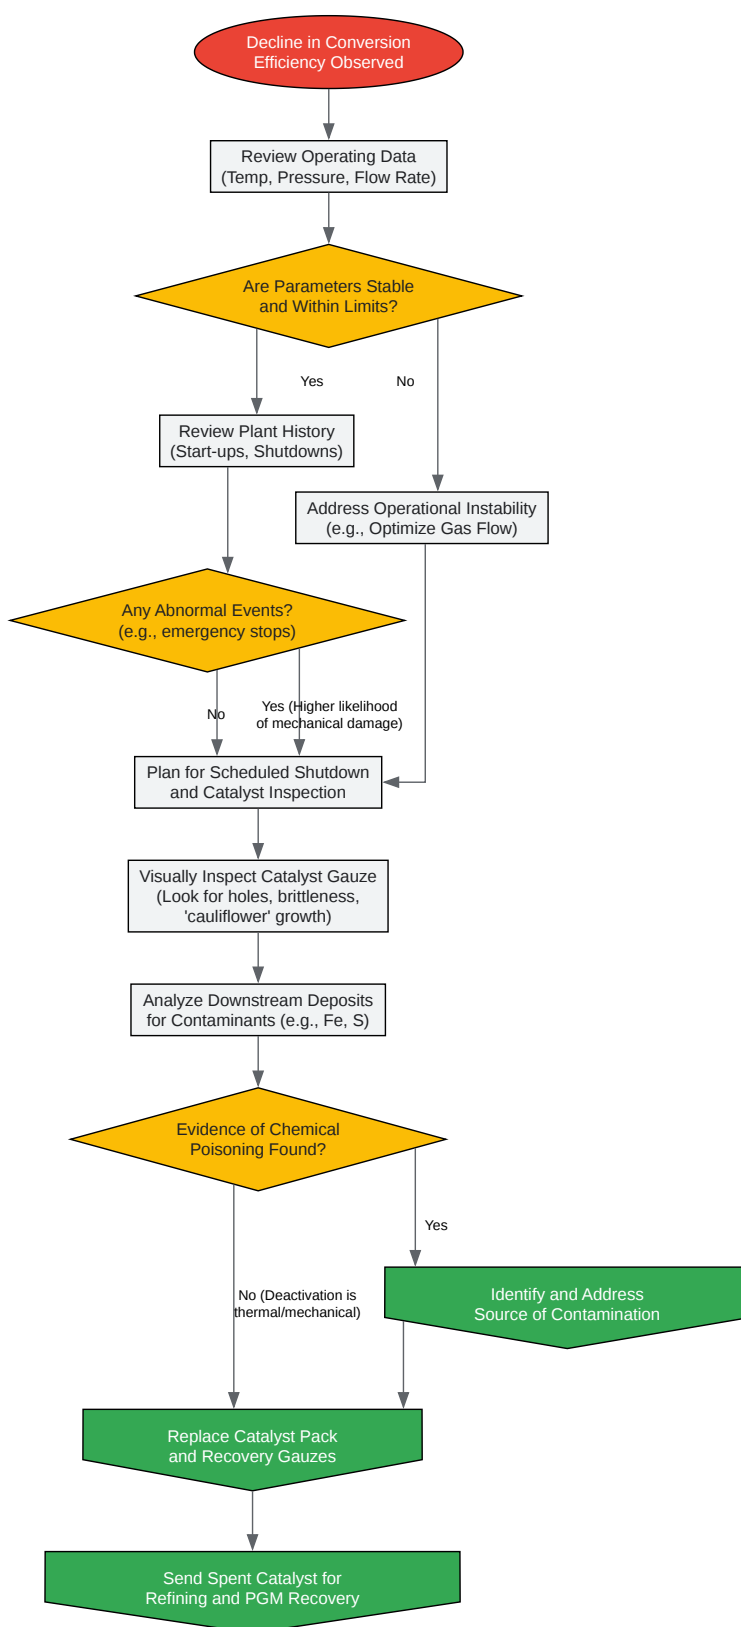 Decline in Conversion
Efficiency Observed
Review Operating Data
(Temp, Pressure, Flow Rate)
Are Parameters Stable
and Within Limits?
Yes
No
Review Plant History
(Start-ups, Shutdowns)
Address Operational Instability
(e.g., Optimize Gas Flow)
Any Abnormal Events?
(e.g., emergency stops)
No
Yes (Higher likelihood
of mechanical damage)
Plan for Scheduled Shutdown
and Catalyst Inspection
Visually Inspect Catalyst Gauze
(Look for holes, brittleness,
'cauliflower' growth)
Analyze Downstream Deposits
for Contaminants (e.g., Fe, S)
Evidence of Chemical
Poisoning Found?
Yes
No (Deactivation is
thermal/mechanical)
Identify and Address
Source of Contamination
Replace Catalyst Pack
and Recovery Gauzes
Send Spent Catalyst for
Refining and PGM Recovery